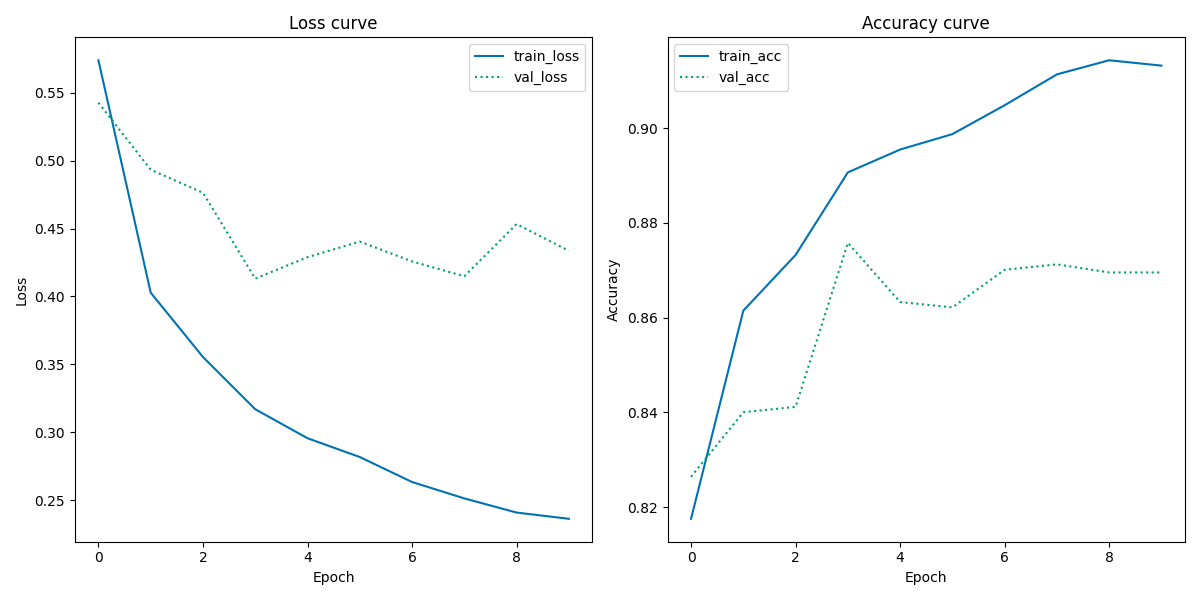 Loss curve
train_loss
val_loss
0.55
0.50
0.45
0.40
0.35
0.30
0.25
Loss
0
2
4
6
8
Epoch
Accuracy curve
train_acc
val_acc
0.90
0.88
0.86
0.84
0.82
Accuracy
0
2
4
6
8
Epoch